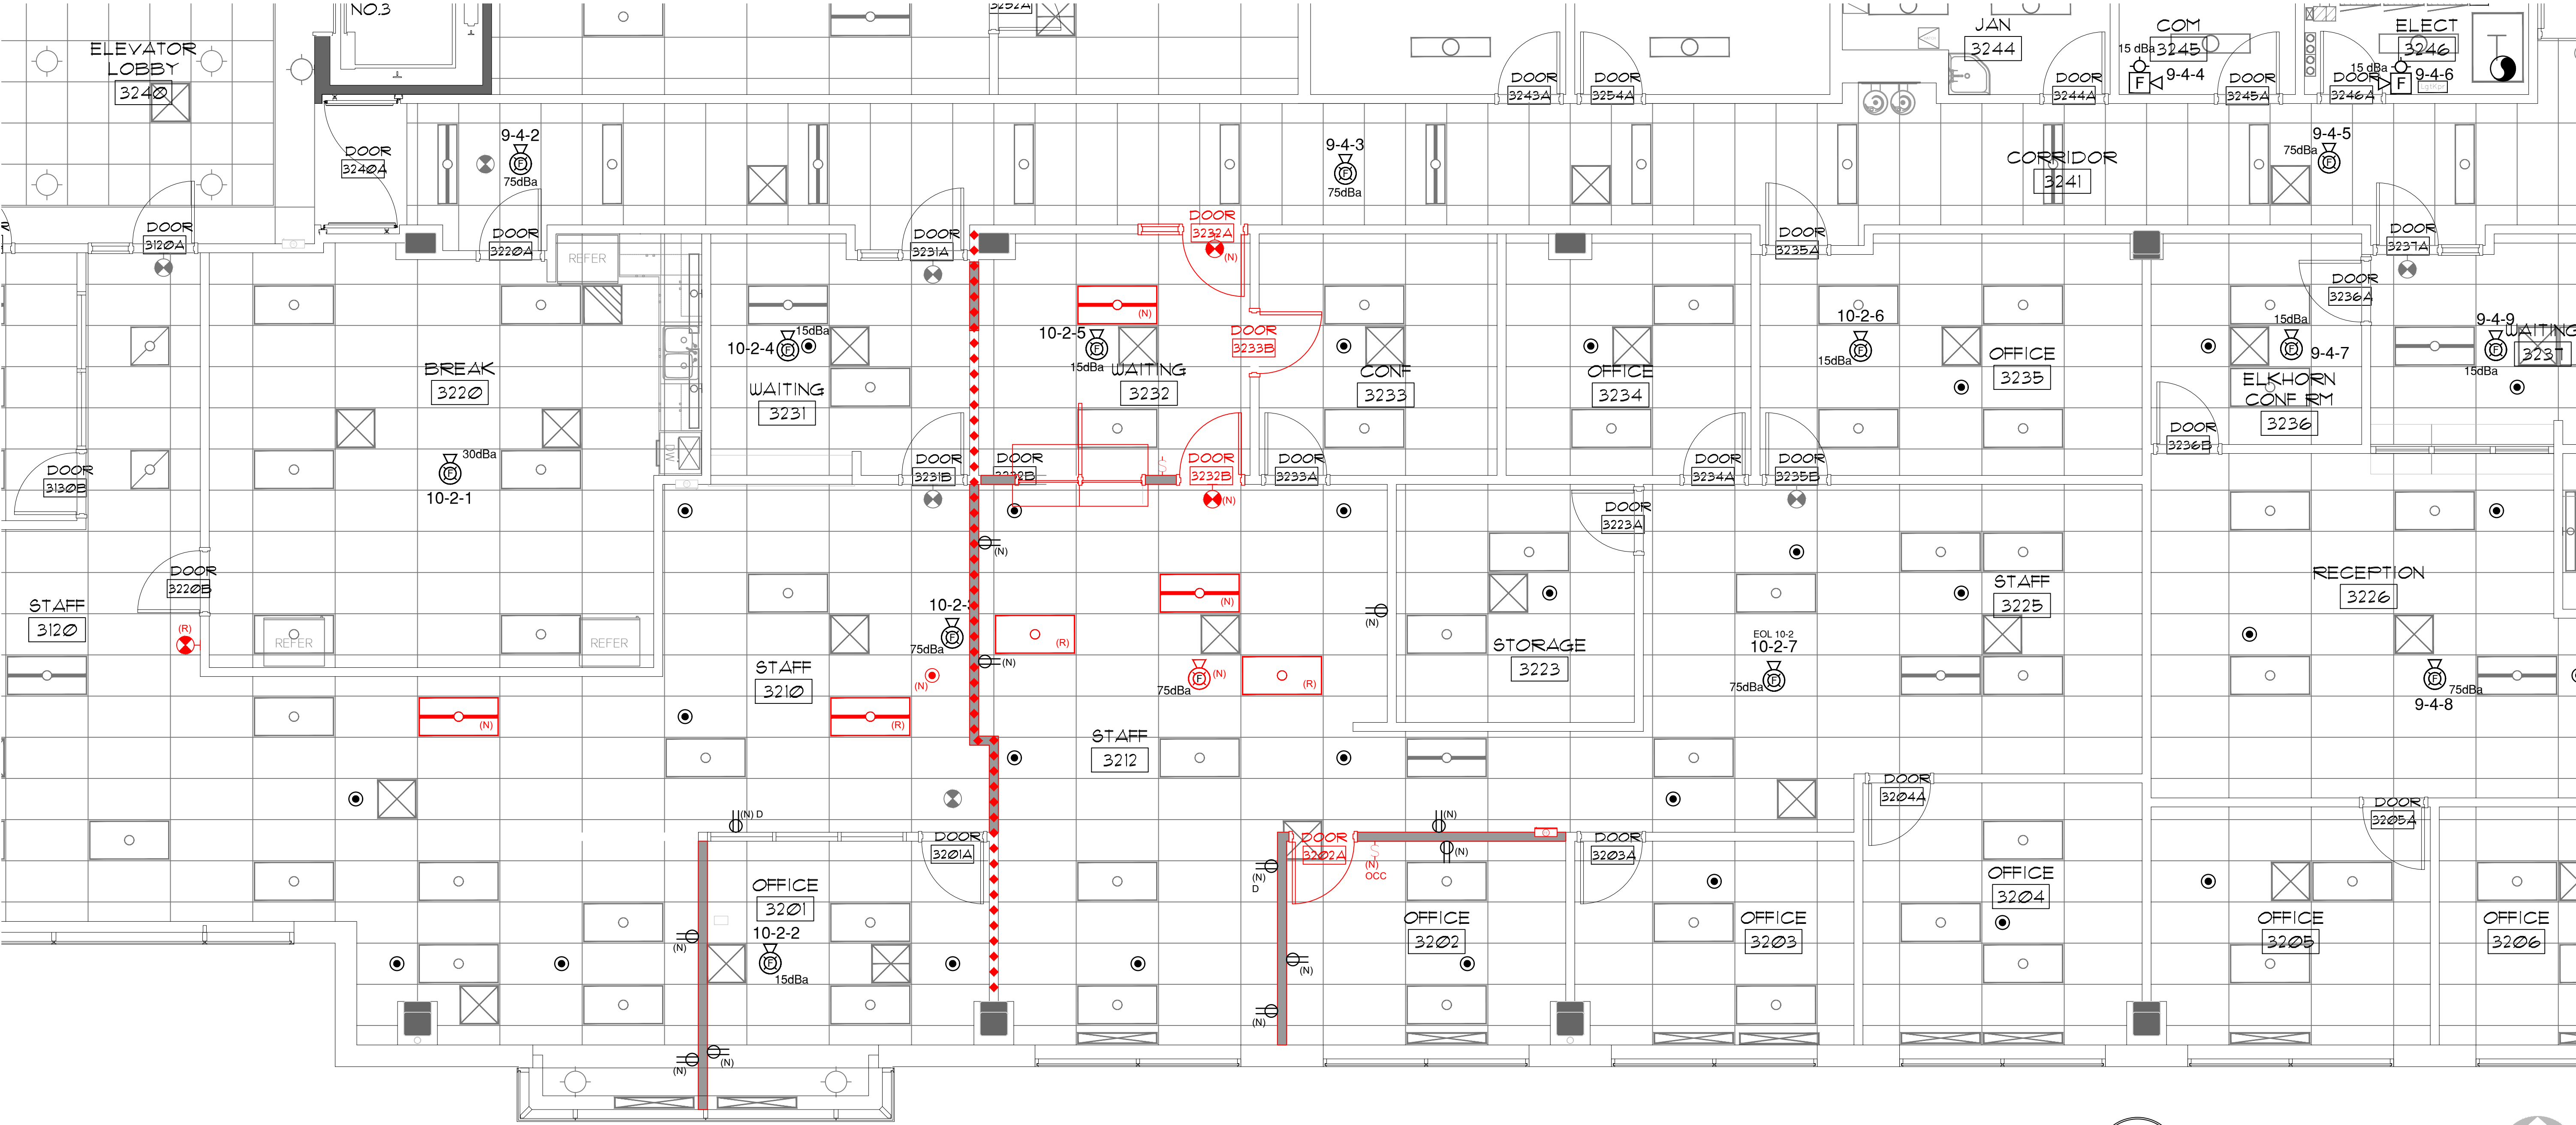 NO.3
3252A
ELEVATOR
LOBBY
3240
DOOR
3240A
9-4-2
75dBa
9-4-3
75dBa
DOOR
3243A
DOOR
3254A
JAN
3244
DOOR
3244A
COM
3245
15 dBa
9-4-4
F
DOOR
3245A
ELECT
3246
15 dBa
9-4-6
F
DOOR
3246A
CORRIDOR
3241
9-4-5
75dBa
DOOR
3120A
DOOR
3220A
REFER
DOOR
3231A
DOOR
3232A
(N)
DOOR
3235A
DOOR
3237A
DOOR
3236A
BREAK
3220
30dBa
10-2-1
DW
15dBa
10-2-4
WAITING
3231
10-2-5
15dBa
(N)
WAITING
3232
DOOR
3233B
CONF
3233
OFFICE
3234
10-2-6
15dBa
OFFICE
3235
15dBa
9-4-7
ELKHORN
CONF RM
3236
9-4-9
15dBa
WAITING
3237
DOOR
3130B
DOOR
3231B
DOOR
3232B
S
DOOR
3232B
(N)
DOOR
3233A
DOOR
3234A
DOOR
3235B
DOOR
3236B
DOOR
3223A
(N)
DOOR
3220B
STAFF
3120
(R)
REFER
REFER
10-2-
75dBa
(N)
(N)
(N)
(R)
(N)
75dBa
(N)
(R)
STORAGE
3223
EOL 10-2
10-2-7
75dBa
STAFF
3225
RECEPTION
3226
75dBa
9-4-8
STAFF
3210
(N)
(R)
STAFF
3212
(N) D
DOOR
3201A
OFFICE
3201
10-2-2
15dBa
(N)
(N)
(N)
(N)
DOOR
3202A
S
(N)
OCC
(N)
(N)
(N)
D
(N)
(N)
OFFICE
3202
DOOR
3203A
OFFICE
3203
DOOR
3204A
OFFICE
3204
DOOR
3205A
OFFICE
3205
OFFICE
3206